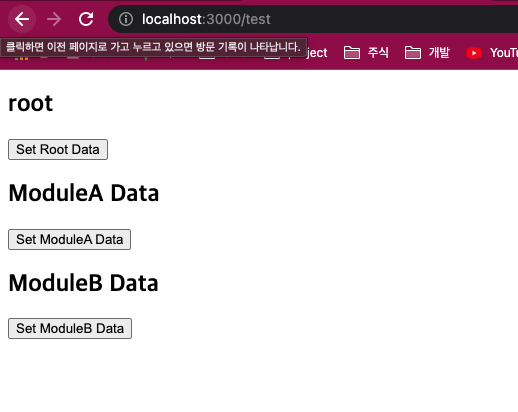 localhost:3000/test
클릭하면 이전 페이지로 가고 누르고 있으면 방문 기록이 나타납니다.
주식 개발 YouT
root
Set Root Data
ModuleA Data
Set ModuleA Data
ModuleB Data
Set ModuleB Data